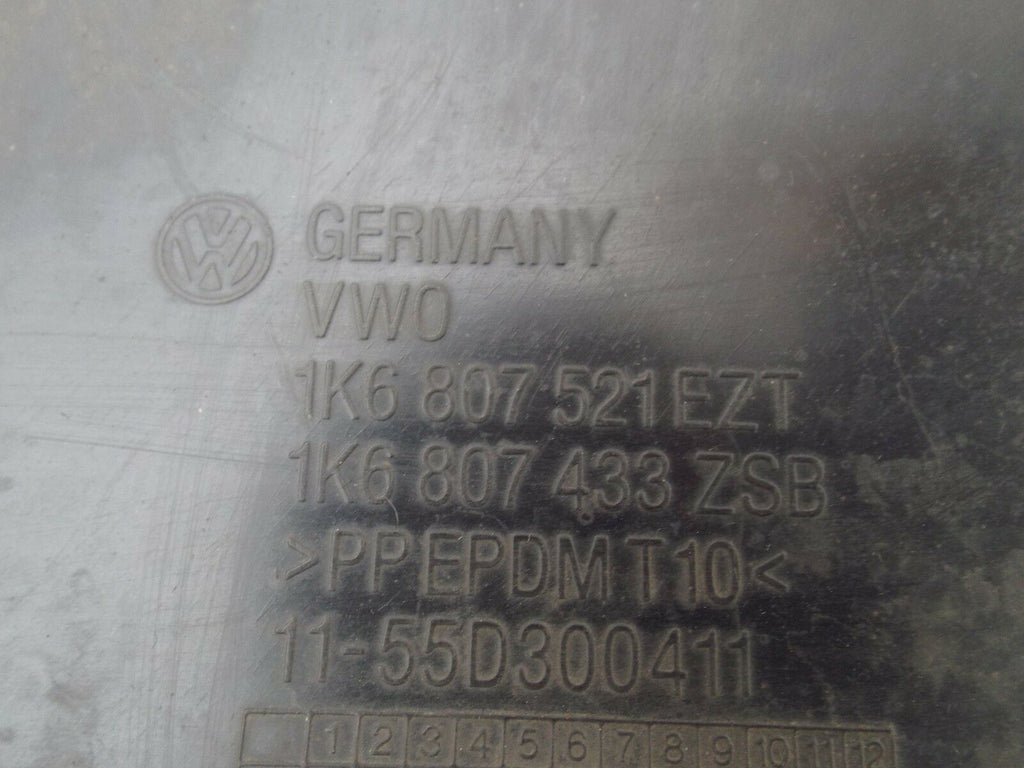 GERMANY
VWO
1K6 807 521 EZT
1K6 807 433 ZSB
>PP EPDM T10<
11-55D300411
1 2 3 4 5 6 7 8 9 10 11 12